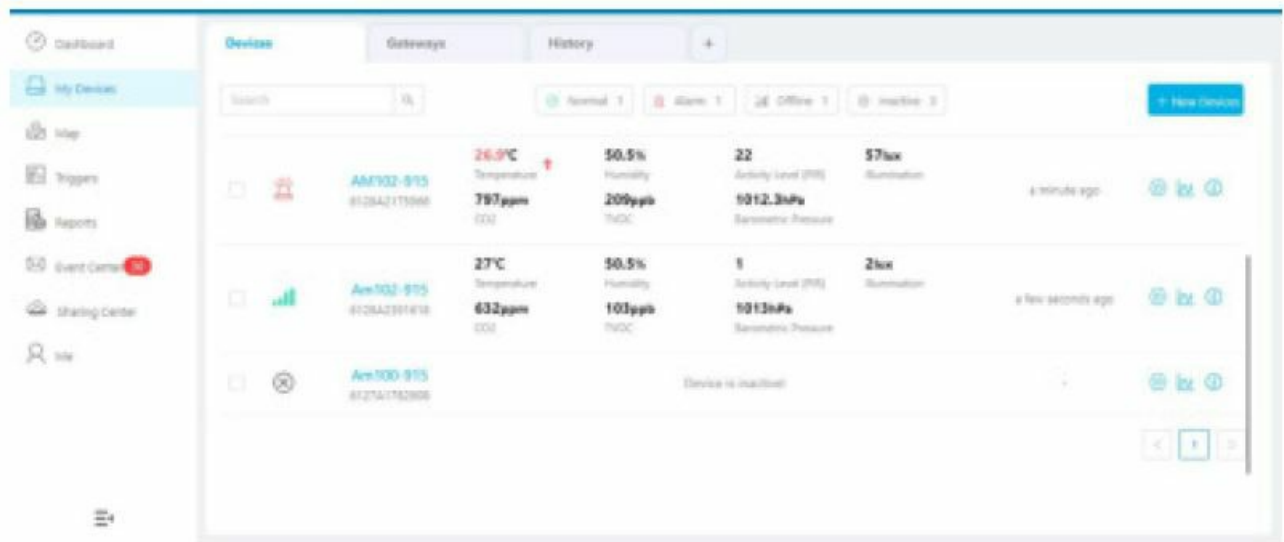 Dashboard
Devices
Gateways
History
+
My Devices
Search
Normal 1
Alarm 1
Offline 1
Inactive
+ New Devices
Map
Triggers
Reports
Event Center
Sharing Center
Me
AM102-915
26.9°C
Temperature
50.5%
Humidity
22
Activity Level (PIR)
57lux
Illumination
797ppm
CO2
209ppb
TVOC
1012.3hPa
Barometric Pressure
a minute ago
Am102-915
27°C
Temperature
50.5%
Humidity
1
Activity Level (PIR)
2lux
Illumination
632ppm
CO2
103ppb
TVOC
1013hPa
Barometric Pressure
a few seconds ago
Am100-915
Device is inactive!
-
1